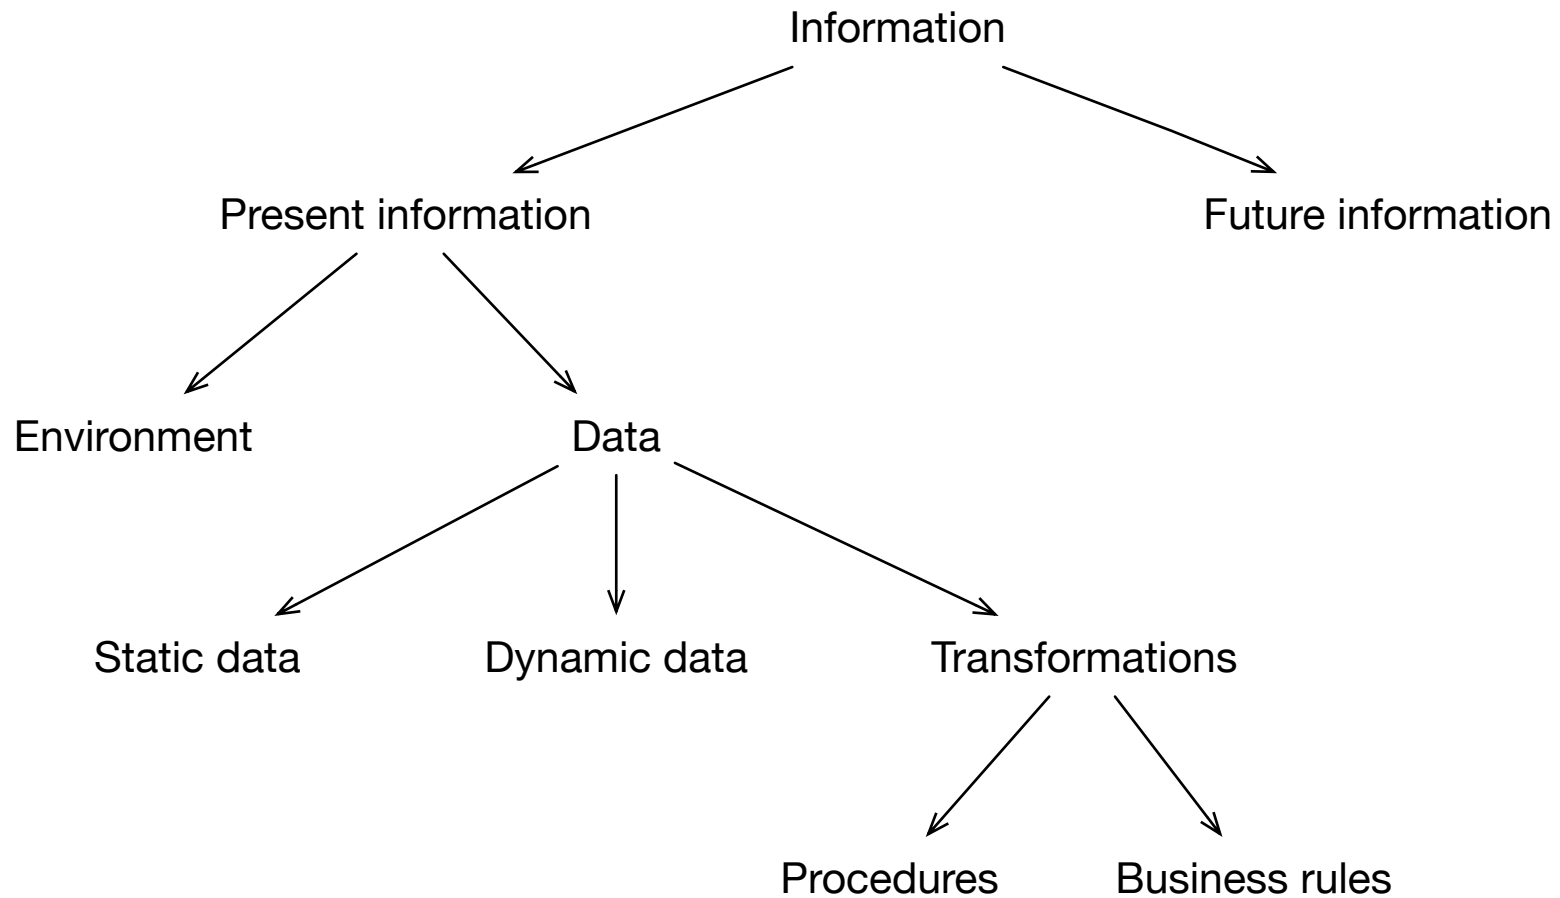 Information
Present information
Future information
Environment
Data
Static data
Dynamic data
Transformations
Procedures
Business rules